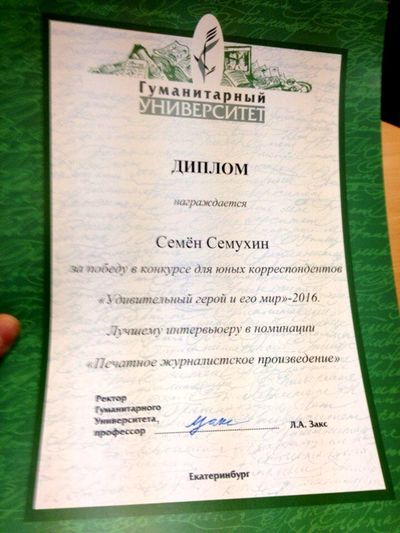 Гуманитарный
УНИВЕРСИТЕТ
ДИПЛОМ
награждается
Семён Семухин
за победу в конкурсе для юных корреспондентов
«Удивительный герой и его мир»-2016.
Лучшему интервьюеру в номинации
«Печатное журналистское произведение»
Ректор
Гуманитарного
Университета,
профессор Л.А. Закс
Екатеринбург